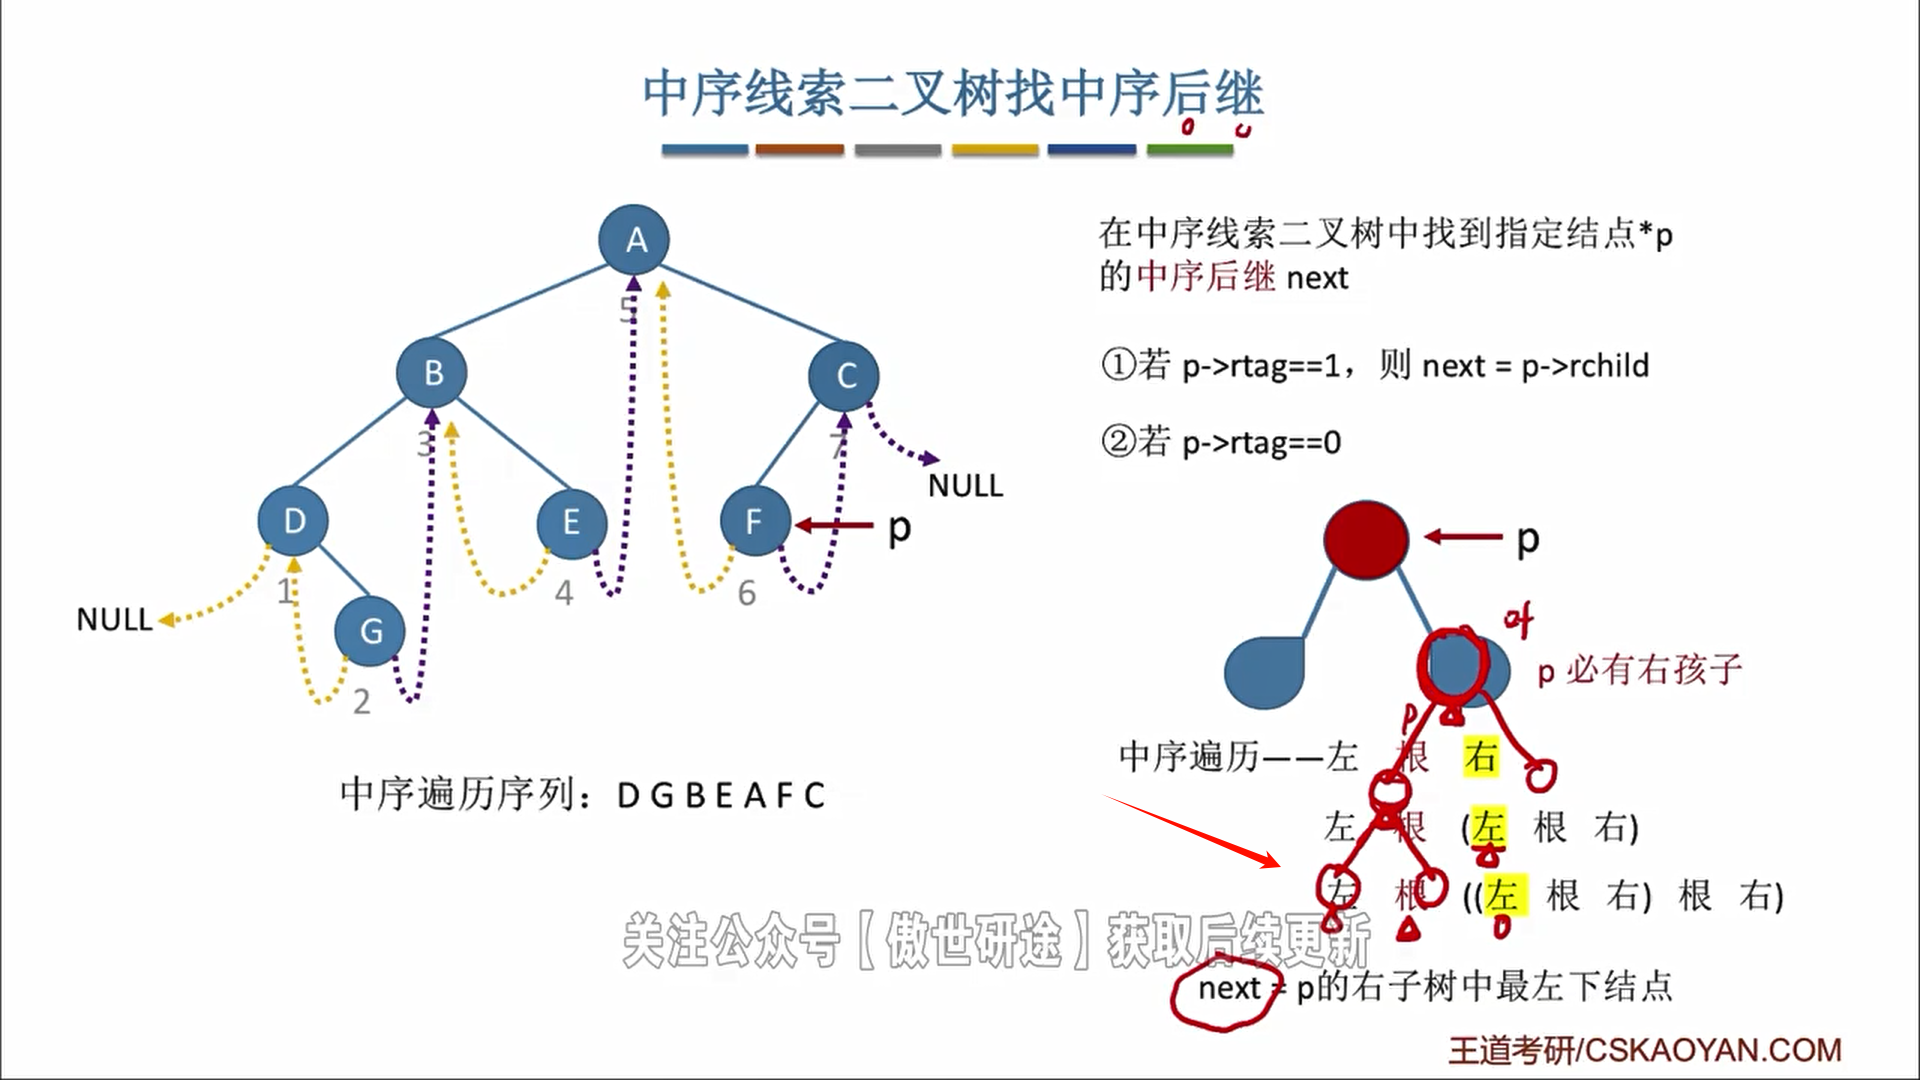 中序线索二叉树找中序后继
A
5
B
C
3
7
NULL
D
E
F
p
1
4
6
NULL
G
2
中序遍历序列：D G B E A F C
在中序线索二叉树中找到指定结点*p
的中序后继 next
①若 p->rtag==1，则 next = p->rchild
②若 p->rtag==0
p
p 必有右孩子
p
中序遍历——左 根 右
左 根 (左 根 右)
左 根 ((左 根 右) 根 右)
关注公众号【傲世研途】获取后续更新
next = p的右子树中最左下结点
王道考研/CSKAOYAN.COM